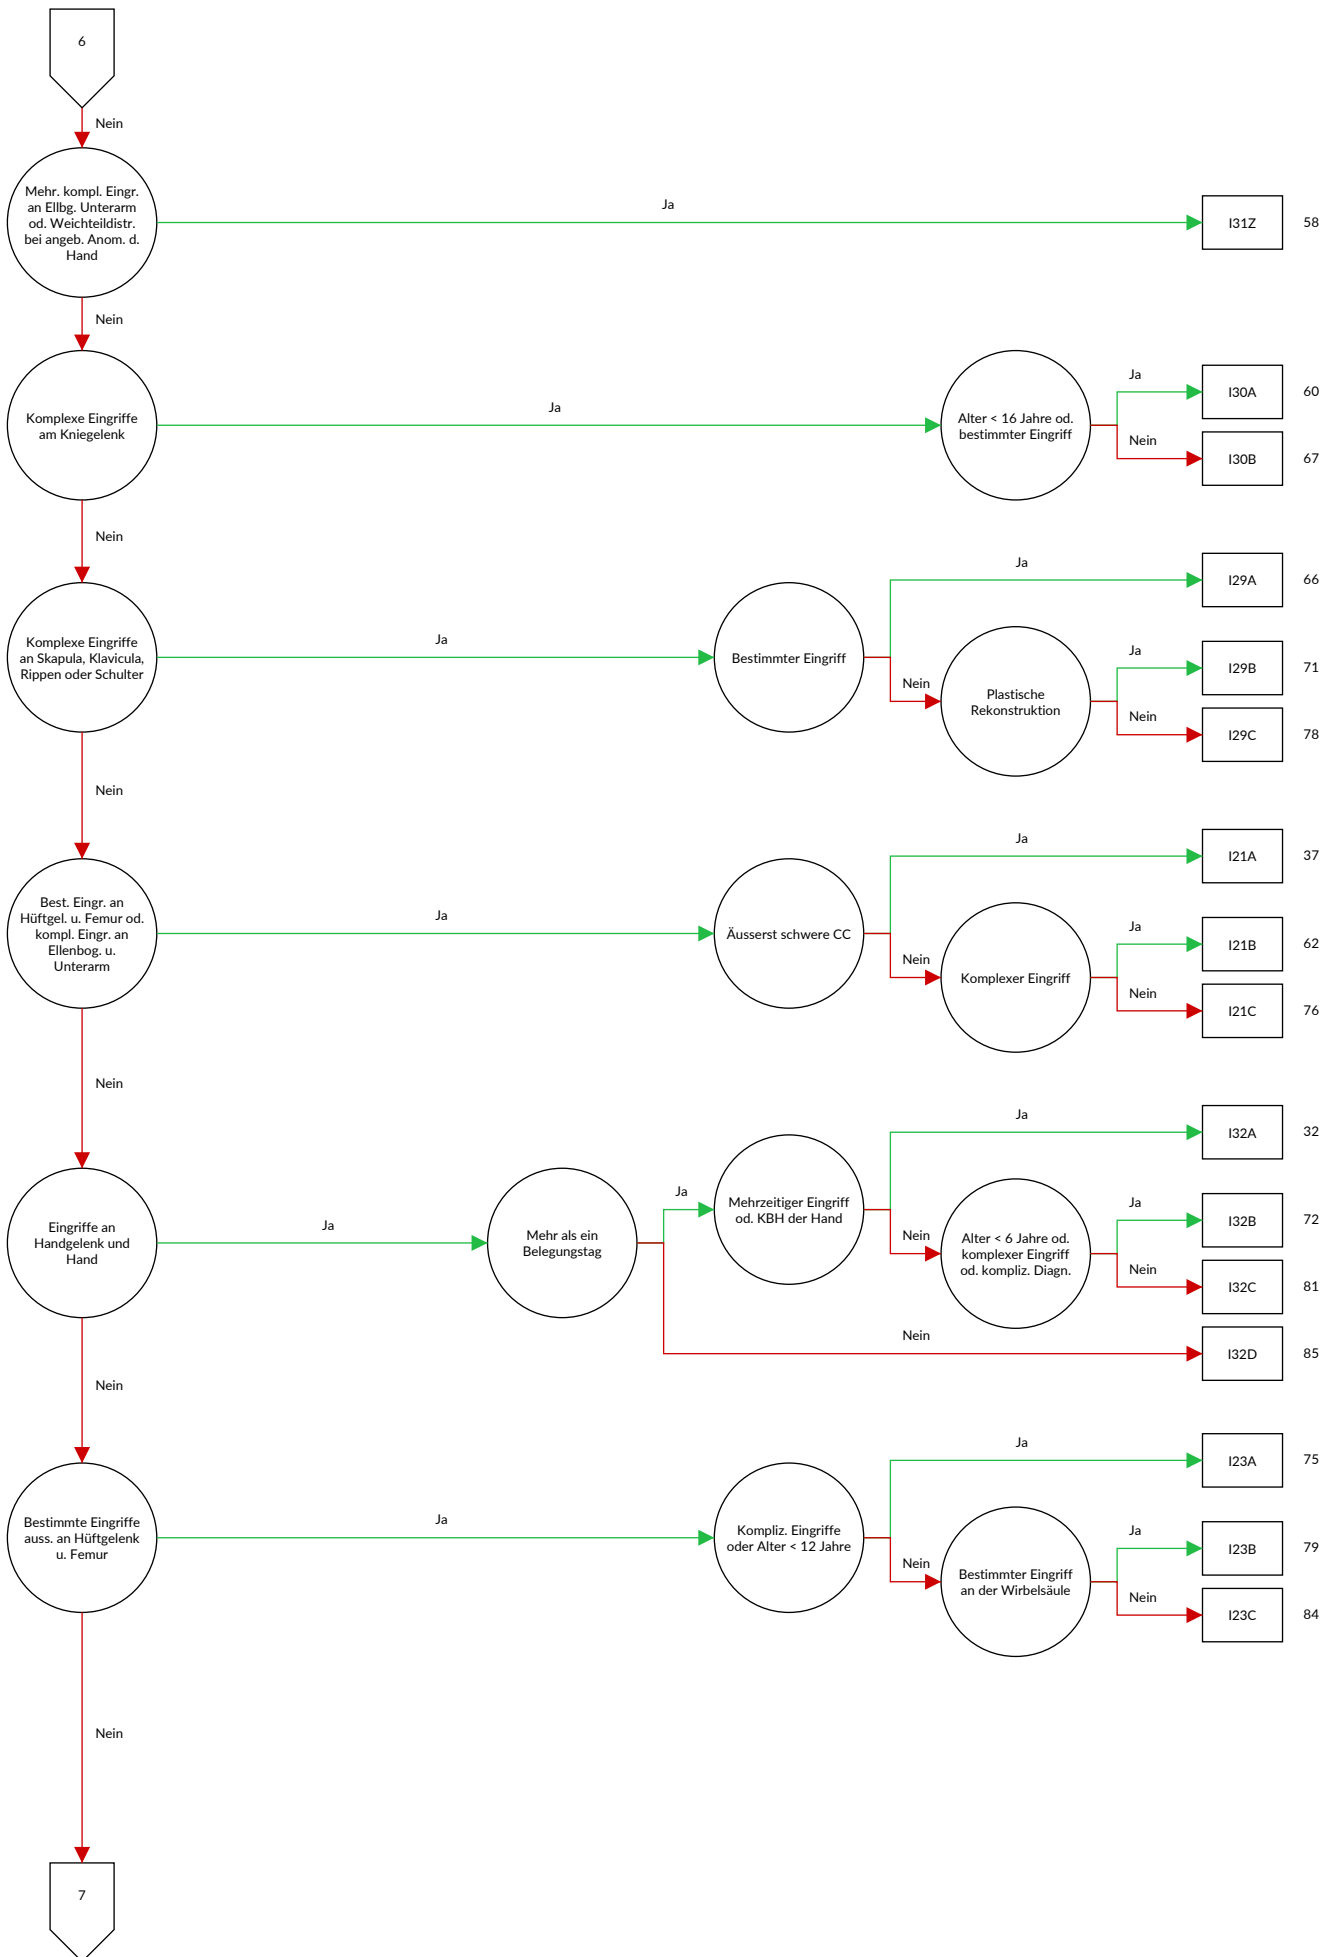 6
Nein
Mehr. kompl. Eingr.
an Ellbg. Unterarm
od. Weichteildistr.
bei angeb. Anom. d.
Hand
Ja
I31Z
58
Nein
Komplexe Eingriffe
am Kniegelenk
Ja
Alter < 16 Jahre od.
bestimmter Eingriff
Ja
I30A
60
Nein
I30B
67
Nein
Komplexe Eingriffe
an Skapula, Klavicula,
Rippen oder Schulter
Ja
Bestimmter Eingriff
Ja
I29A
66
Nein
Plastische
Rekonstruktion
Ja
I29B
71
Nein
I29C
78
Nein
Best. Eingr. an
Hüftgel. u. Femur od.
kompl. Eingr. an
Ellenbog. u.
Unterarm
Ja
Äusserst schwere CC
Ja
I21A
37
Nein
Komplexer Eingriff
Ja
I21B
62
Nein
I21C
76
Nein
Eingriffe an
Handgelenk und
Hand
Ja
Mehr als ein
Belegungstag
Ja
Mehrzeitiger Eingriff
od. KBH der Hand
Ja
I32A
32
Nein
Alter < 6 Jahre od.
komplexer Eingriff
od. kompliz. Diagn.
Ja
I32B
72
Nein
I32C
81
Nein
I32D
85
Nein
Bestimmte Eingriffe
auss. an Hüftgelenk
u. Femur
Ja
Kompliz. Eingriffe
oder Alter < 12 Jahre
Ja
I23A
75
Nein
Bestimmter Eingriff
an der Wirbelsäule
Ja
I23B
79
Nein
I23C
84
Nein
7